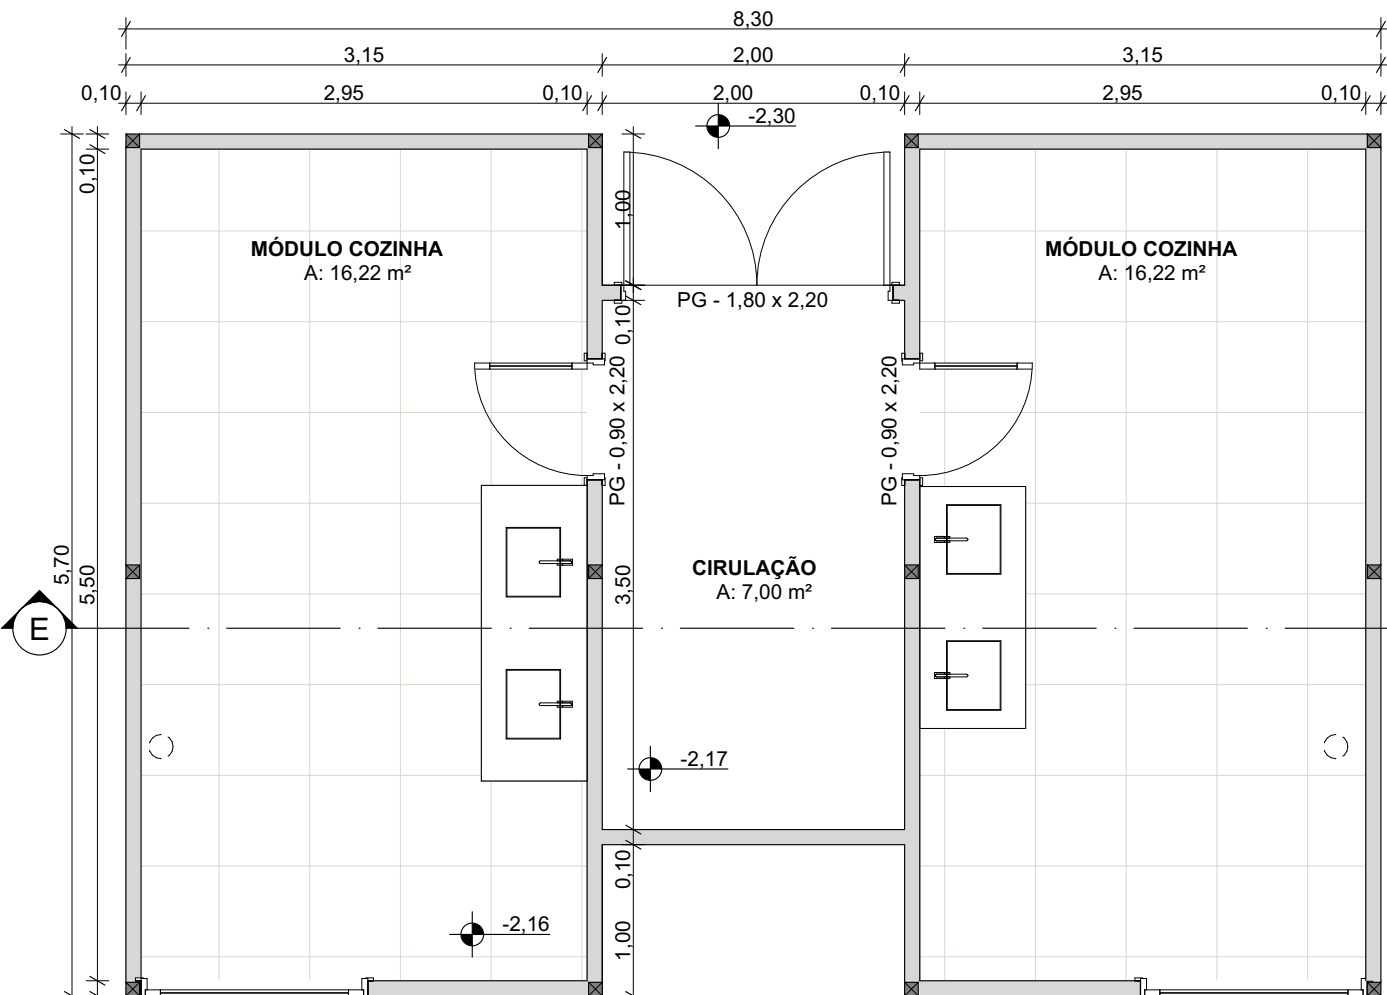 8,30
3,15
2,00
3,15
0,10
2,95
0,10
2,00
0,10
2,95
0,10
-2,30
0,10
1,00
MÓDULO COZINHA
A: 16,22 m²
MÓDULO COZINHA
A: 16,22 m²
PG - 1,80 x 2,20
0,10
PG - 0,90 x 2,20
PG - 0,90 x 2,20
5,70
5,50
3,50
CIRULAÇÃO
A: 7,00 m²
E
-2,17
0,10
-2,16
1,00